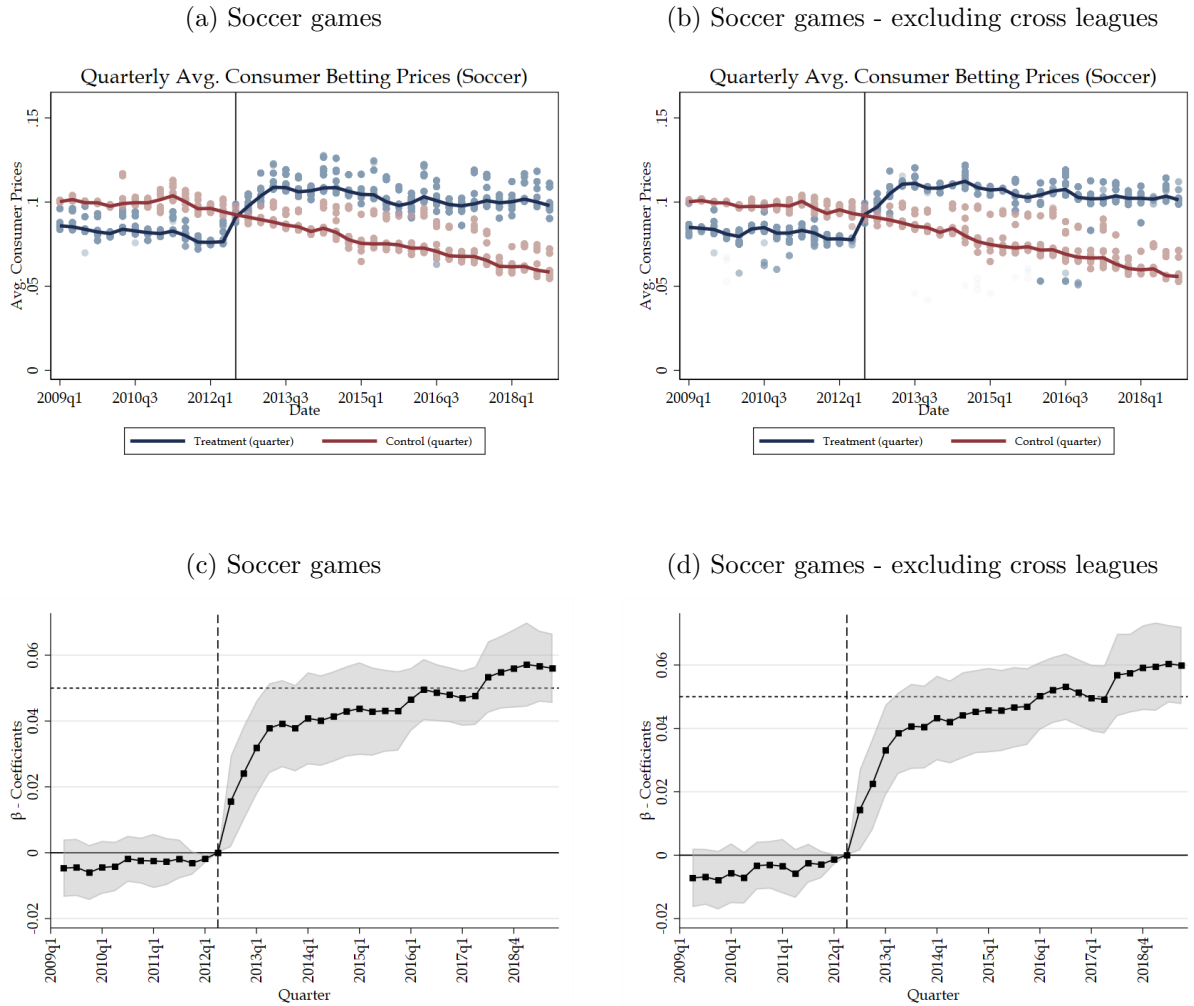 (a) Soccer games
Quarterly Avg. Consumer Betting Prices (Soccer)
Avg. Consumer Prices
.15
.1
.05
0
2009q1 2010q3 2012q1 2013q3 2015q1 2016q3 2018q1
Date
Treatment (quarter) Control (quarter)
(b) Soccer games - excluding cross leagues
Quarterly Avg. Consumer Betting Prices (Soccer)
Avg. Consumer Prices
.15
.1
.05
0
2009q1 2010q3 2012q1 2013q3 2015q1 2016q3 2018q1
Date
Treatment (quarter) Control (quarter)
(c) Soccer games
β - Coefficients
0.06
0.04
0.02
0
-0.02
2009q1 2010q1 2011q1 2012q1 2013q1 2014q1 2015q1 2016q1 2017q1 2018q4
Quarter
(d) Soccer games - excluding cross leagues
β - Coefficients
0.06
0.04
0.02
0
-0.02
2009q1 2010q1 2011q1 2012q1 2013q1 2014q1 2015q1 2016q1 2017q1 2018q4
Quarter